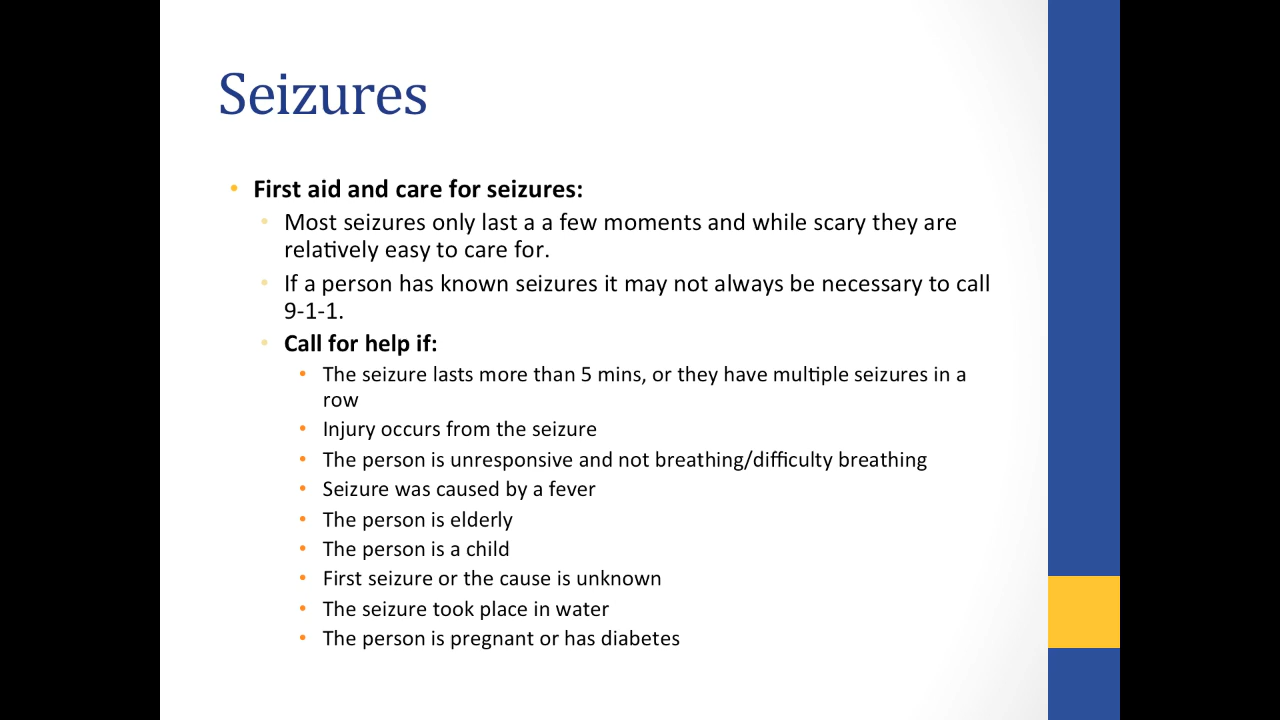 Seizures
• First aid and care for seizures:
• Most seizures only last a a few moments and while scary they are
relatively easy to care for.
• If a person has known seizures it may not always be necessary to call
9-1-1.
• Call for help if:
• The seizure lasts more than 5 mins, or they have multiple seizures in a
row
• Injury occurs from the seizure
• The person is unresponsive and not breathing/difficulty breathing
• Seizure was caused by a fever
• The person is elderly
• The person is a child
• First seizure or the cause is unknown
• The seizure took place in water
• The person is pregnant or has diabetes